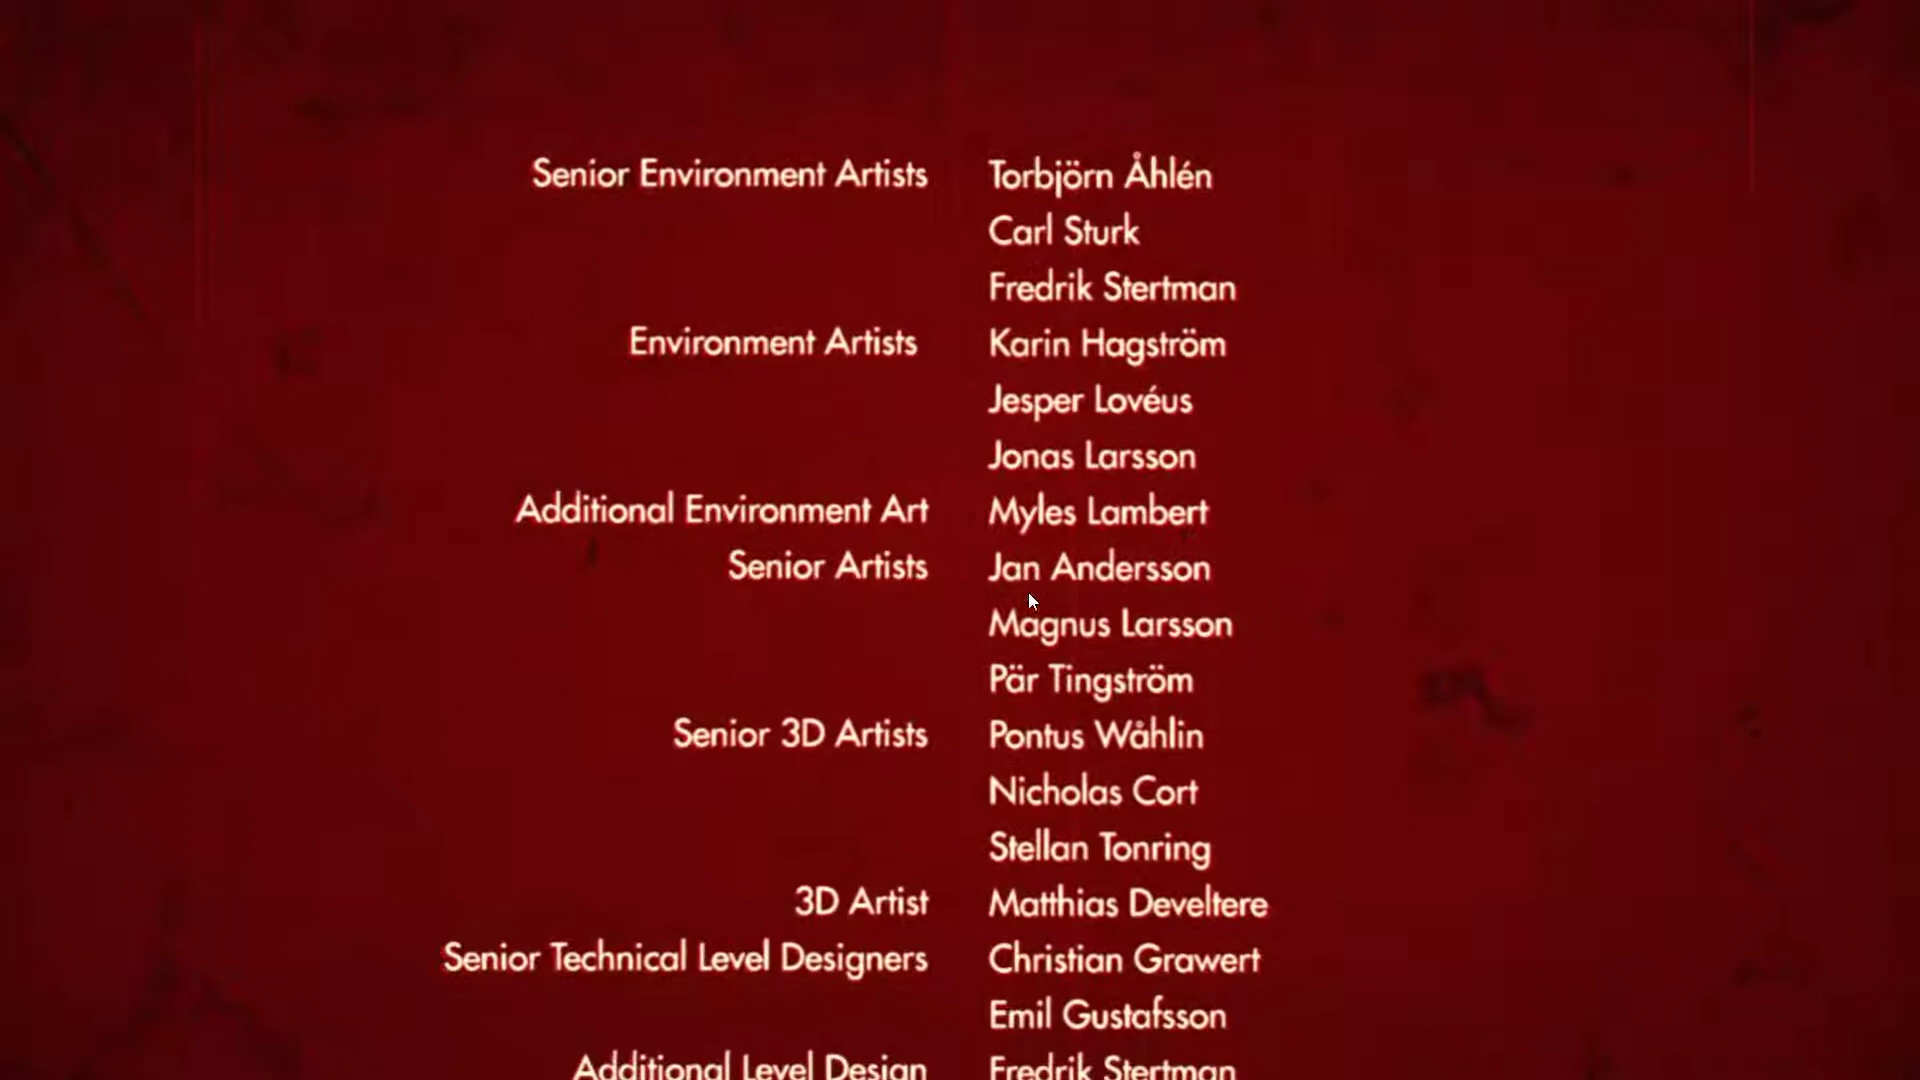 Senior Environment Artists Torbjörn Åhlén
Carl Sturk
Fredrik Stertman
Environment Artists Karin Hagström
Jesper Lovéus
Jonas Larsson
Additional Environment Art Myles Lambert
Senior Artists Jan Andersson
Magnus Larsson
Pär Tingström
Senior 3D Artists Pontus Wåhlin
Nicholas Cort
Stellan Tonring
3D Artist Matthias Develtere
Senior Technical Level Designers Christian Grawert
Emil Gustafsson
Additional Level Design Fredrik Stertman